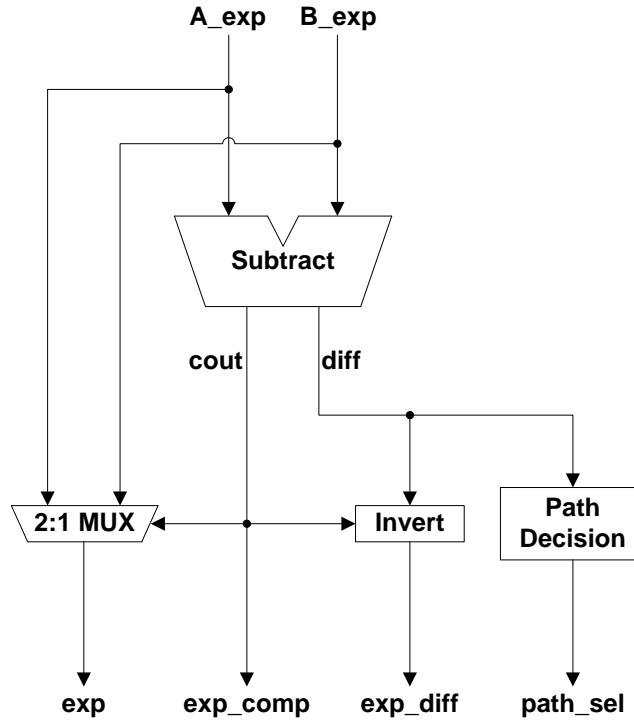 A_exp B_exp
Subtract
cout diff
2:1 MUX Invert Path
Decision
exp exp_comp exp_diff path_sel